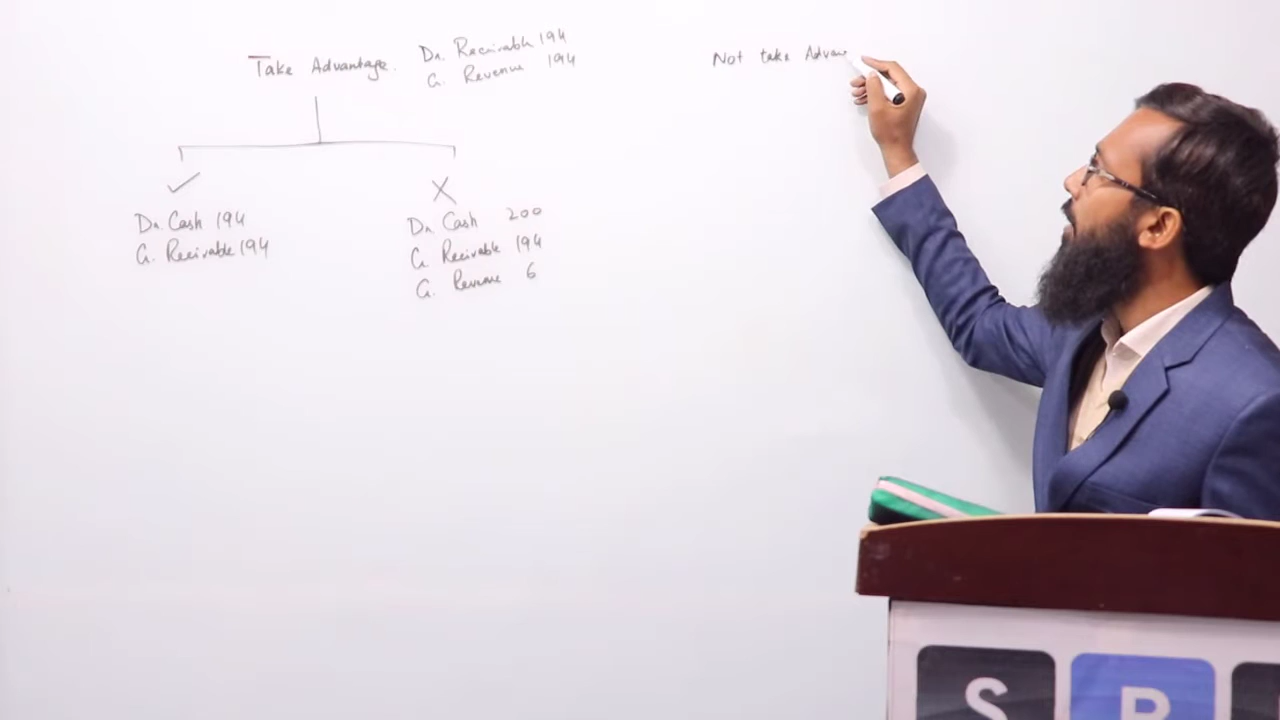 Take Advantage.
Dr. Receivable 194
Cr. Revenue 194
Dr. Cash 194
Cr. Receivable 194
Dr. Cash 200
Cr. Receivable 194
Cr. Revenue 6
Not take Advan
S P